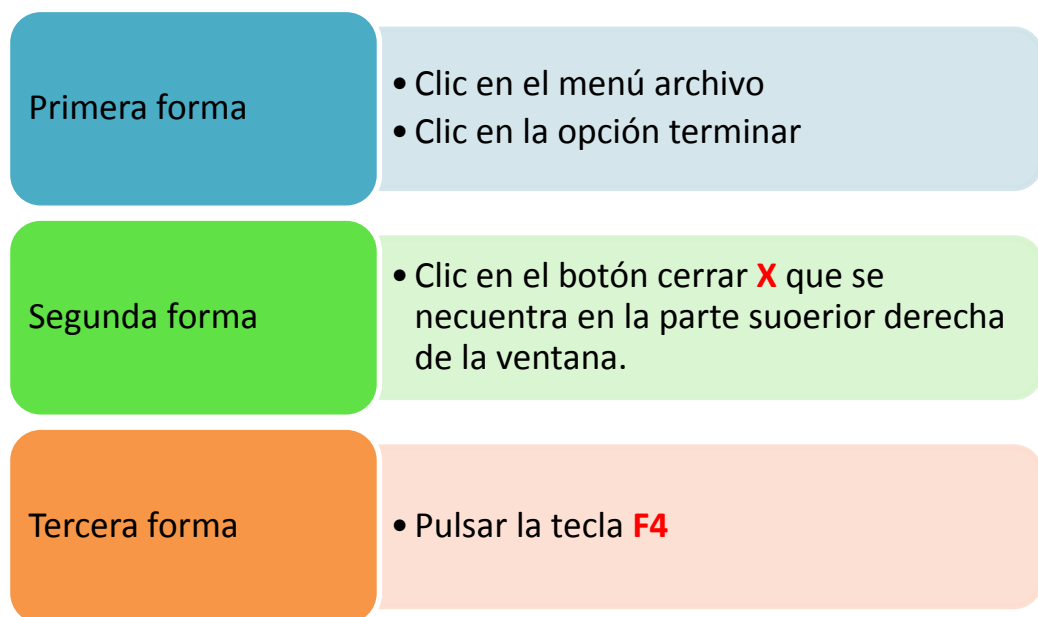 Primera forma
• Clic en el menú archivo
• Clic en la opción terminar
Segunda forma
• Clic en el botón cerrar X que se
necuentra en la parte suoerior derecha
de la ventana.
Tercera forma
• Pulsar la tecla F4